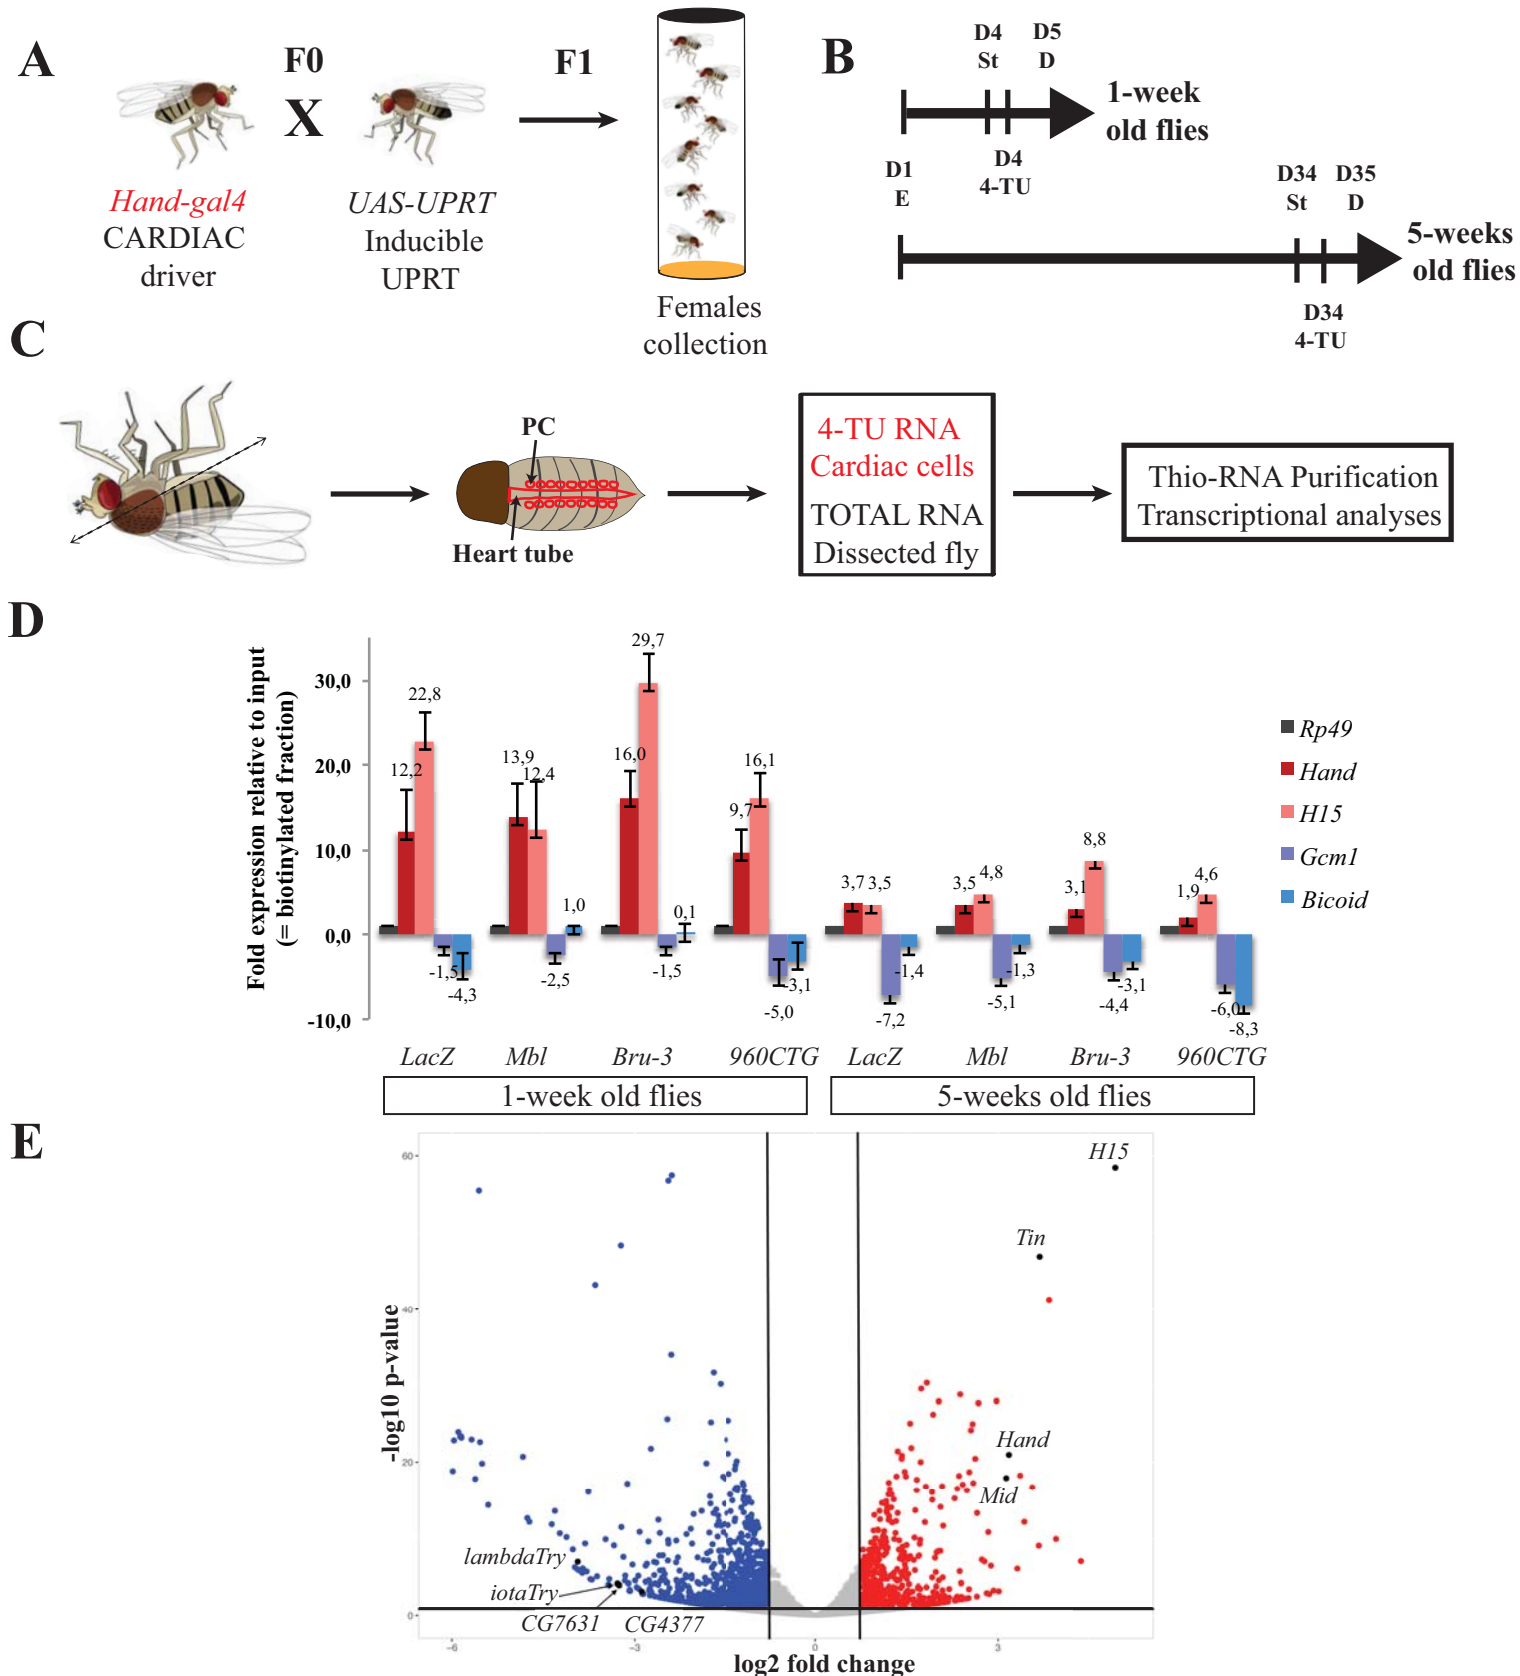 A
F0
X
F1
Hand-gal4
CARDIAC
driver
UAS-UPRT
Inducible
UPRT
Females
collection
B
D4
St
D5
D
1-week
old flies
D1
E
D4
4-TU
D34
St
D35
D
5-weeks
old flies
D34
4-TU
C
PC
Heart tube
4-TU RNA
Cardiac cells
TOTAL RNA
Dissected fly
Thio-RNA Purification
Transcriptional analyses
D
Fold expression relative to input
(= biotinylated fraction)
30,0
20,0
10,0
0,0
-10,0
12,2
22,8
-1,5
-4,3
13,9
12,4
-2,5
1,0
16,0
29,7
-1,5
0,1
9,7
16,1
-5,0
-3,1
3,7
3,5
-7,2
-1,4
3,5
4,8
-5,1
-1,3
3,1
8,8
-4,4
-3,1
1,9
4,6
-6,0
-8,3
Rp49
Hand
H15
Gcm1
Bicoid
LacZ
Mbl
Bru-3
960CTG
LacZ
Mbl
Bru-3
960CTG
1-week old flies
5-weeks old flies
E
-log10 p-value
60
40
20
0
H15
Tin
Hand
Mid
lambdaTry
iotaTry
CG7631
CG4377
-6
-3
0
3
log2 fold change